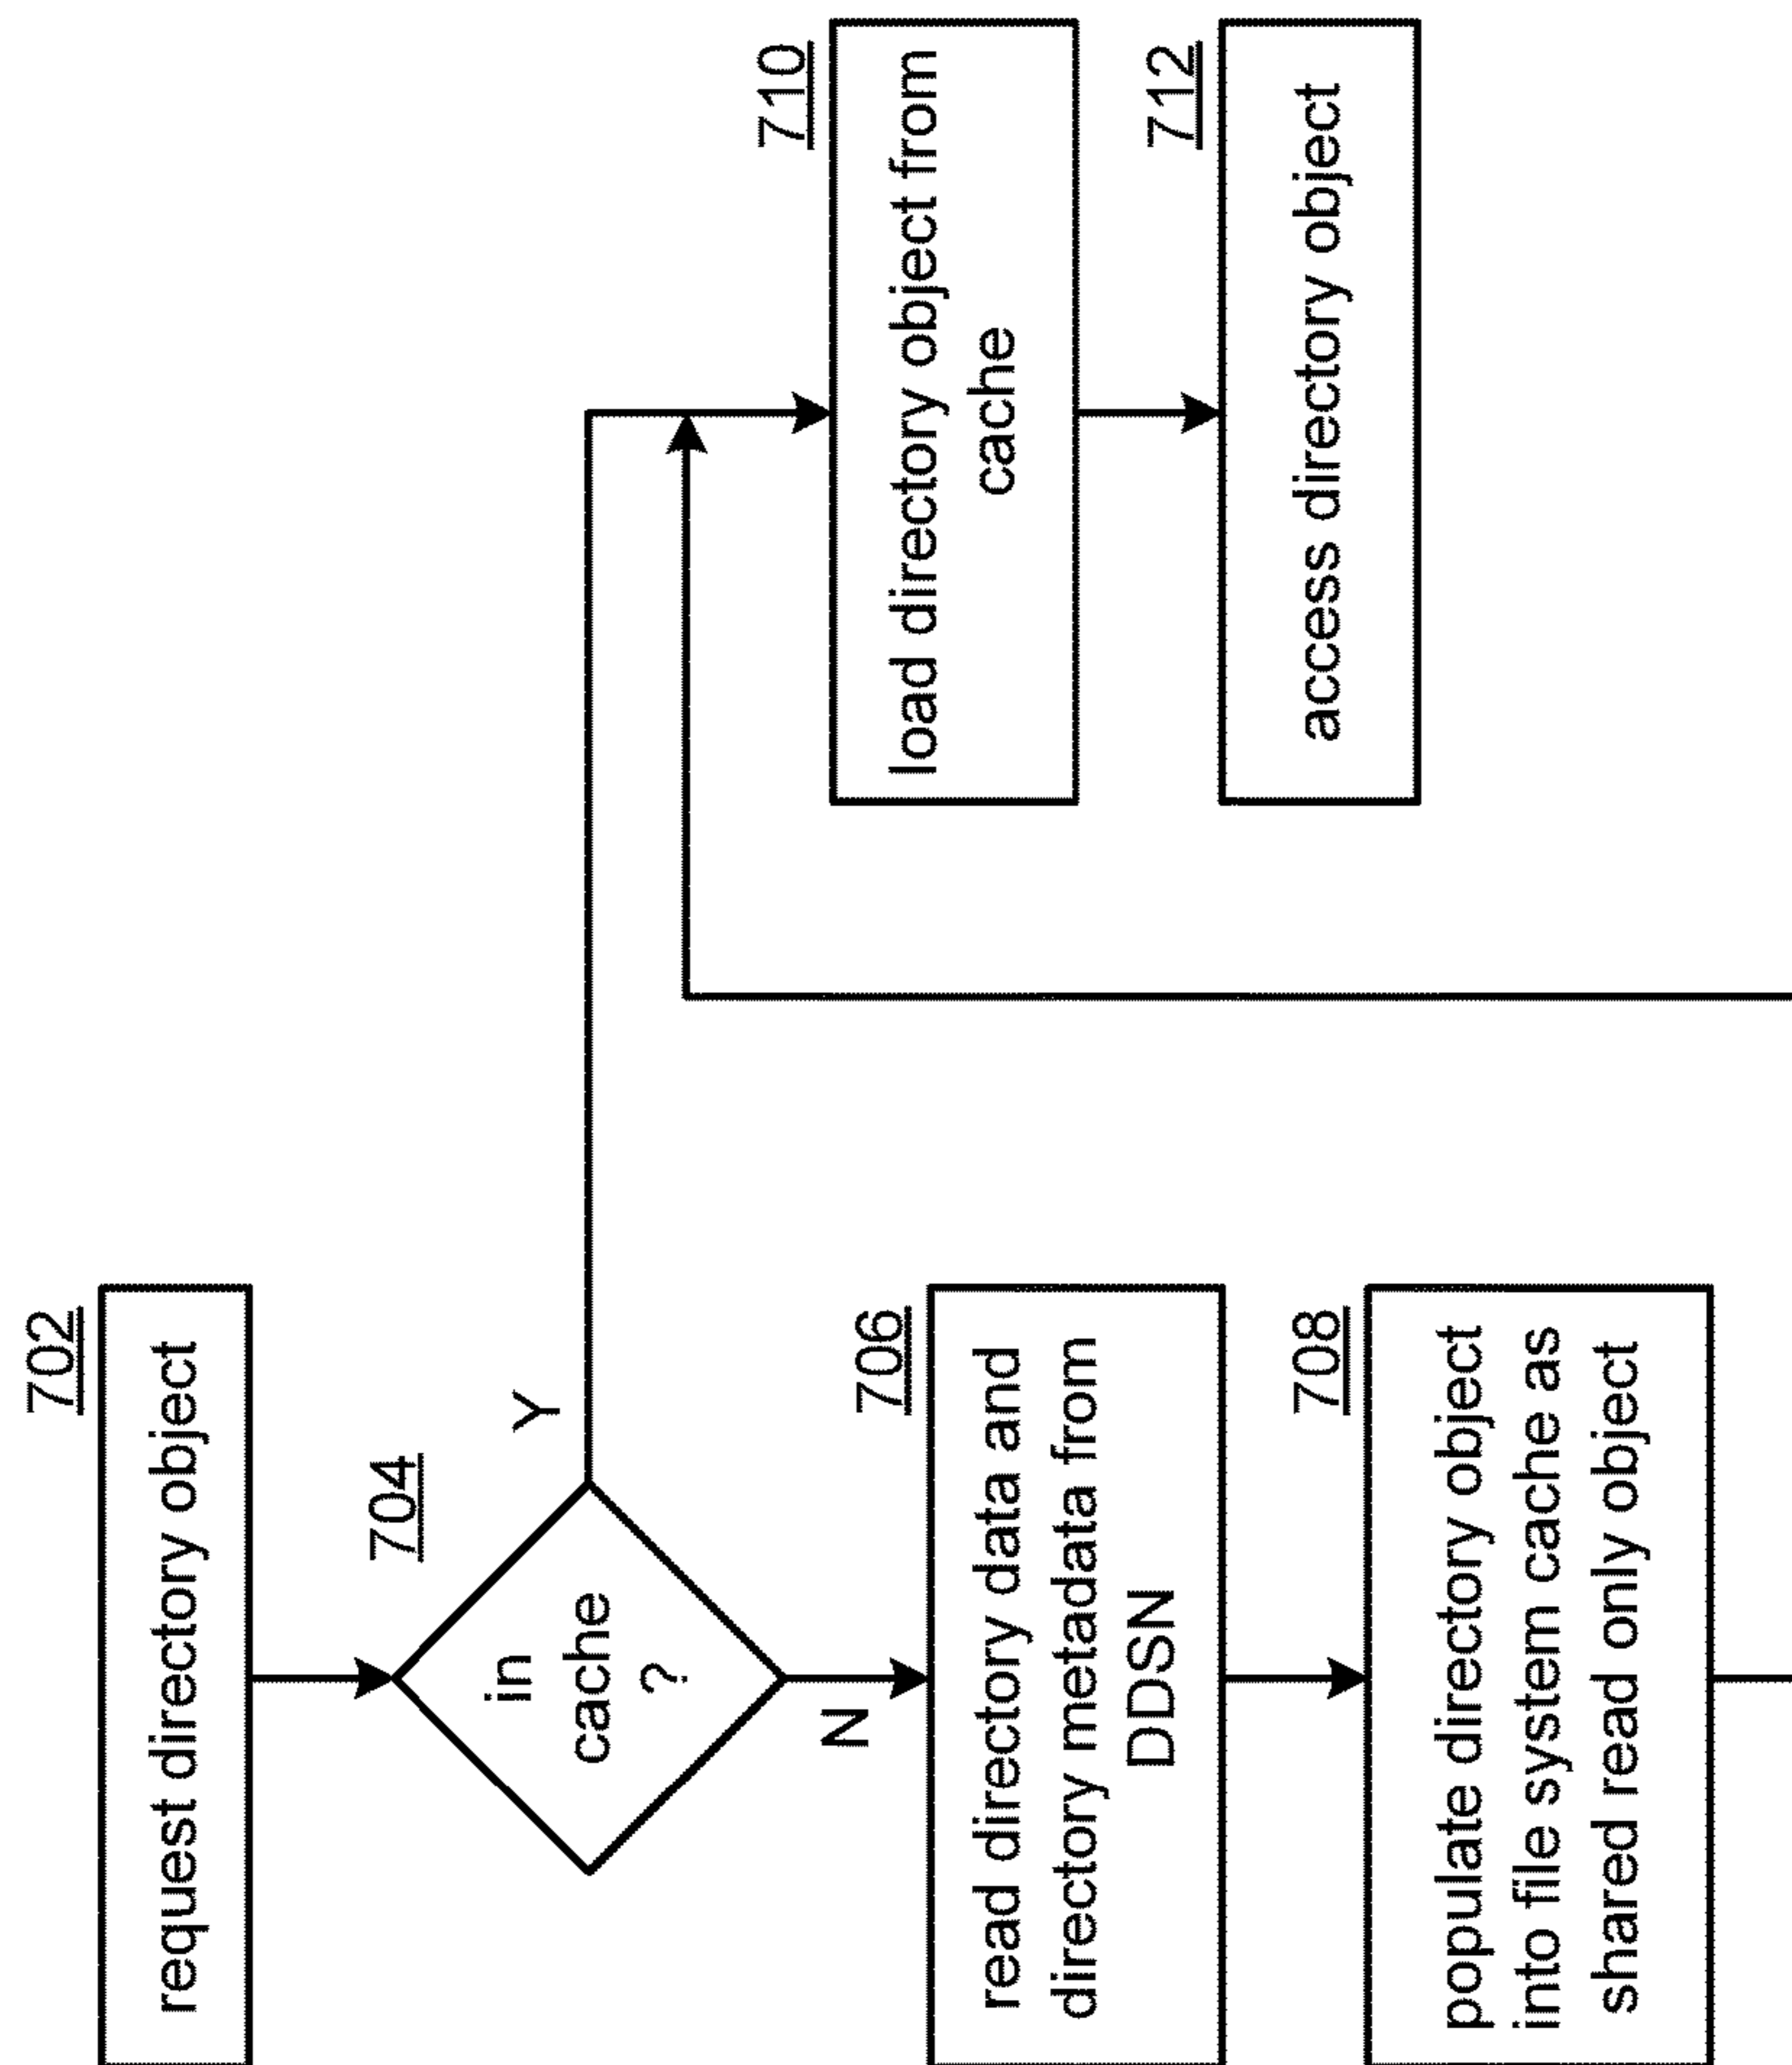 702
request directory object
704
in
cache
?
Y
N
706
read directory data and
directory metadata from
DDSN
708
populate directory object
into file system cache as
shared read only object
710
load directory object from
cache
712
access directory object